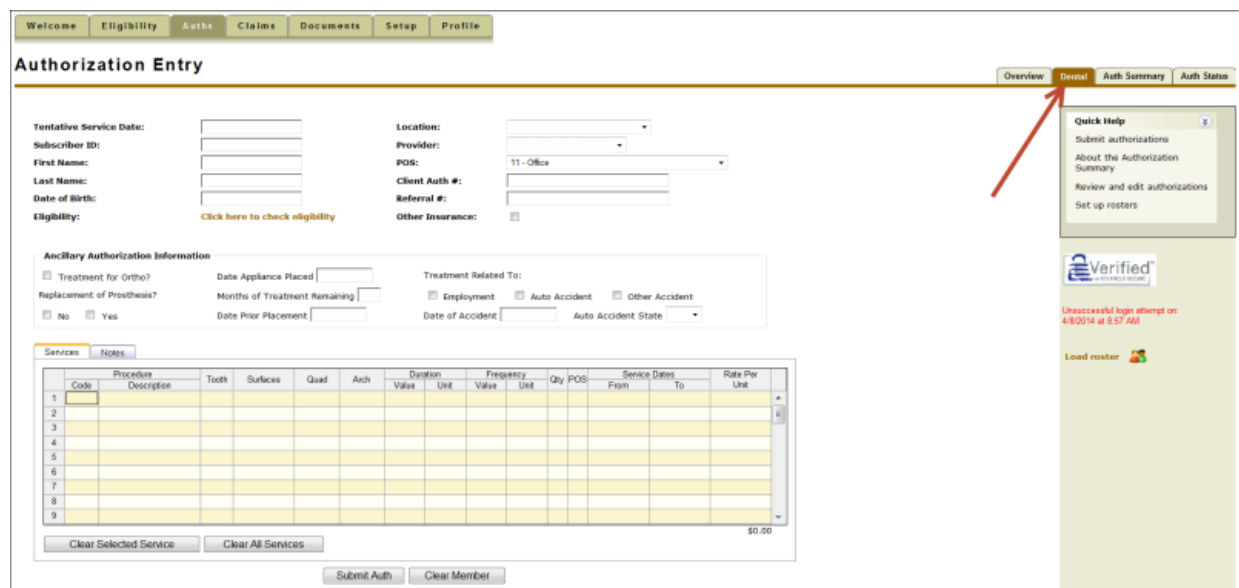 Welcome Eligibility Auths Claims Documents Setup Profile
Authorization Entry
Overview Dental Auth Summary Auth Status
Tentative Service Date:
Subscriber ID:
First Name:
Last Name:
Date of Birth:
Eligibility: Click here to check eligibility
Location:
Provider:
POS: 11 - Office
Client Auth #:
Referral #:
Other Insurance:
Quick Help
Submit authorizations
About the Authorization
Summary
Review and edit authorizations
Set up rosters
Verified
Unsuccessful login attempt on:
4/8/2014 at 8:57 AM
Load roster
Ancillary Authorization Information
Treatment for Ortho? Date Appliance Placed Treatment Related To:
Replacement of Prosthesis? Months of Treatment Remaining Employment Auto Accident Other Accident
No Yes Date Prior Placement Date of Accident Auto Accident State
Services Notes
Procedure Tooth Surfaces Quad Arch Duration Frequency Qty POS Service Dates Rate Per
Code Description Value Unit Value Unit From To Unit
1
2
3
4
5
6
7
8
9
$0.00
Clear Selected Service Clear All Services
Submit Auth Clear Member